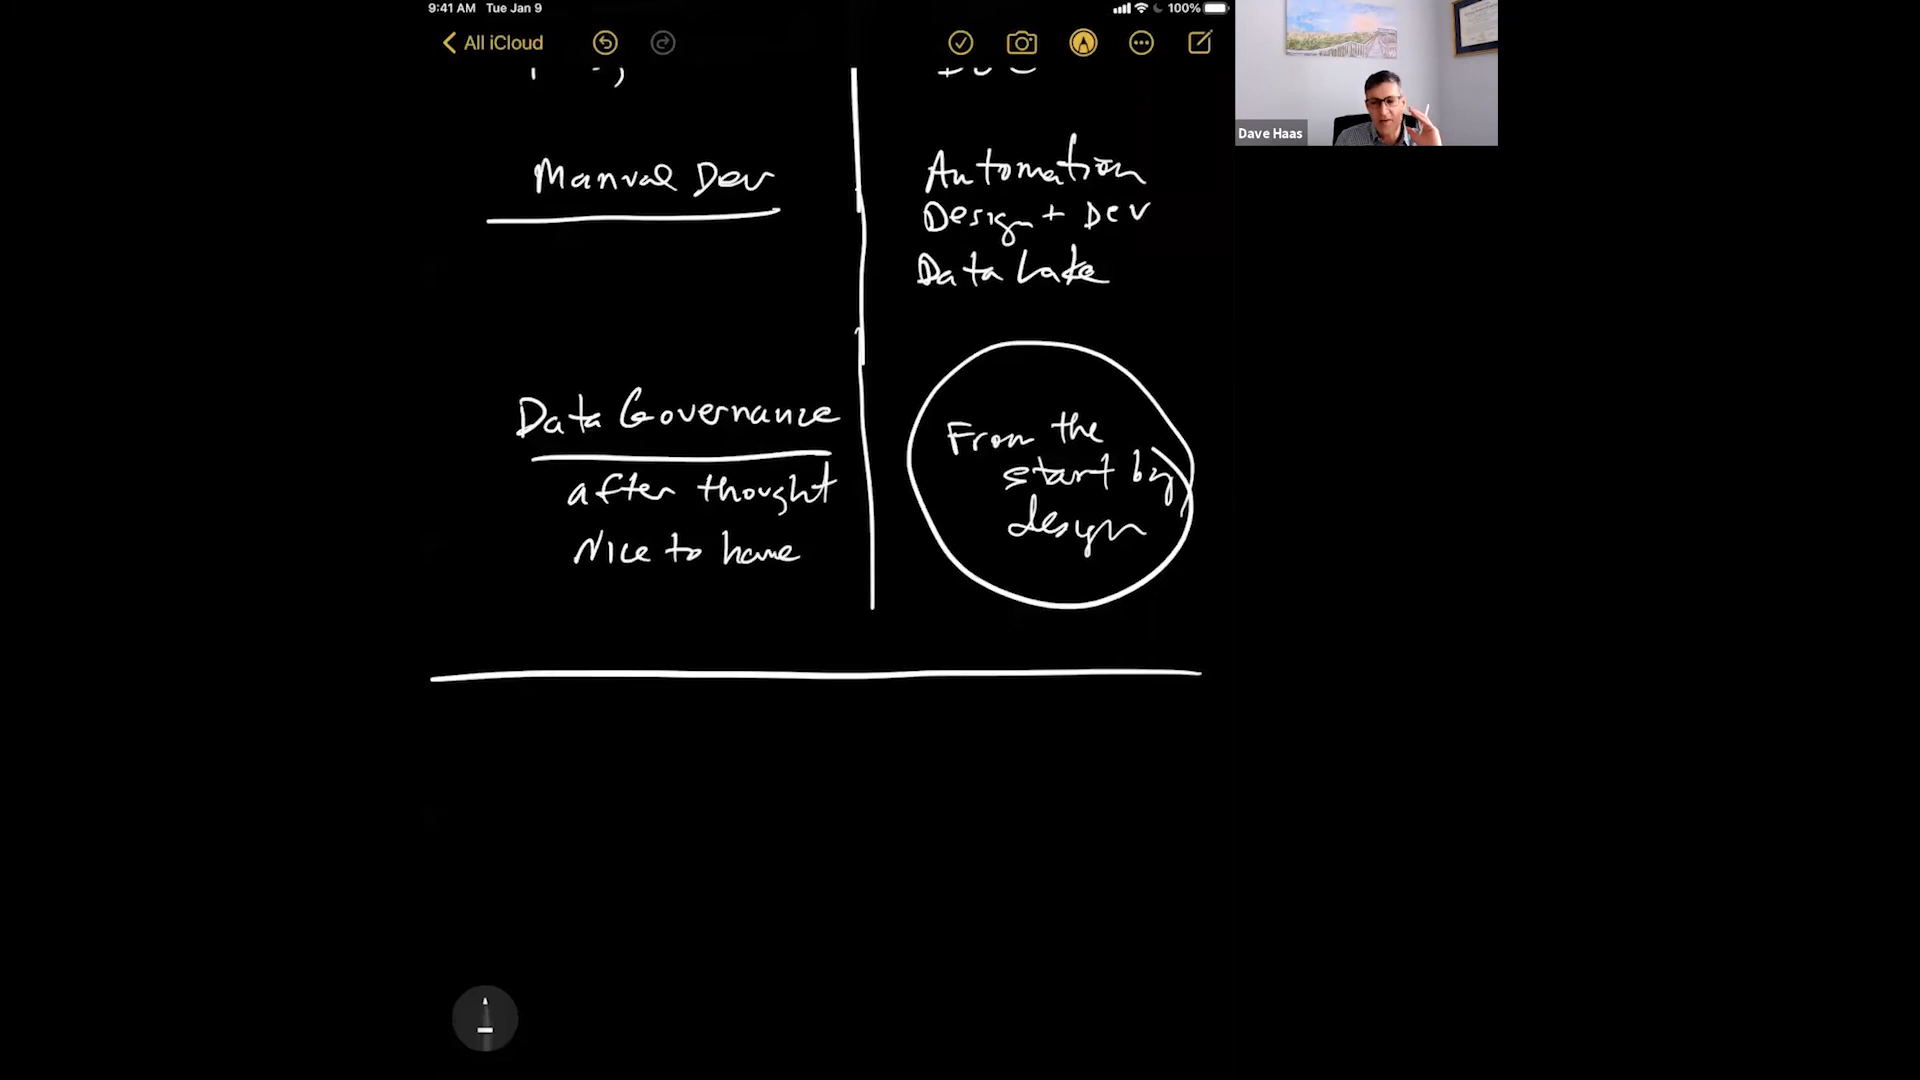 9:41 AM Tue Jan 9
100%
All iCloud
Dave Haas
Manual Dev
Automation
Design + Dev
Data Lake
Data Governance
after thought
Nice to have
From the
start by
design